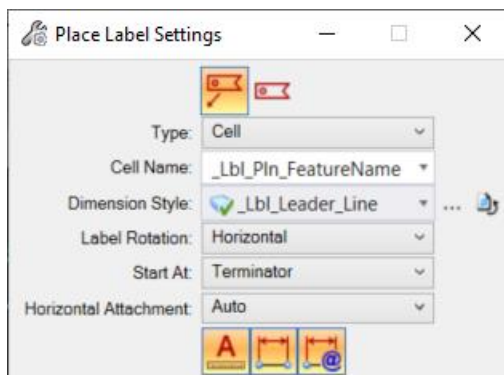 Place Label Settings
Type: Cell
Cell Name: _Lbl_Pln_FeatureName
Dimension Style: _Lbl_Leader_Line ...
Label Rotation: Horizontal
Start At: Terminator
Horizontal Attachment: Auto
A @